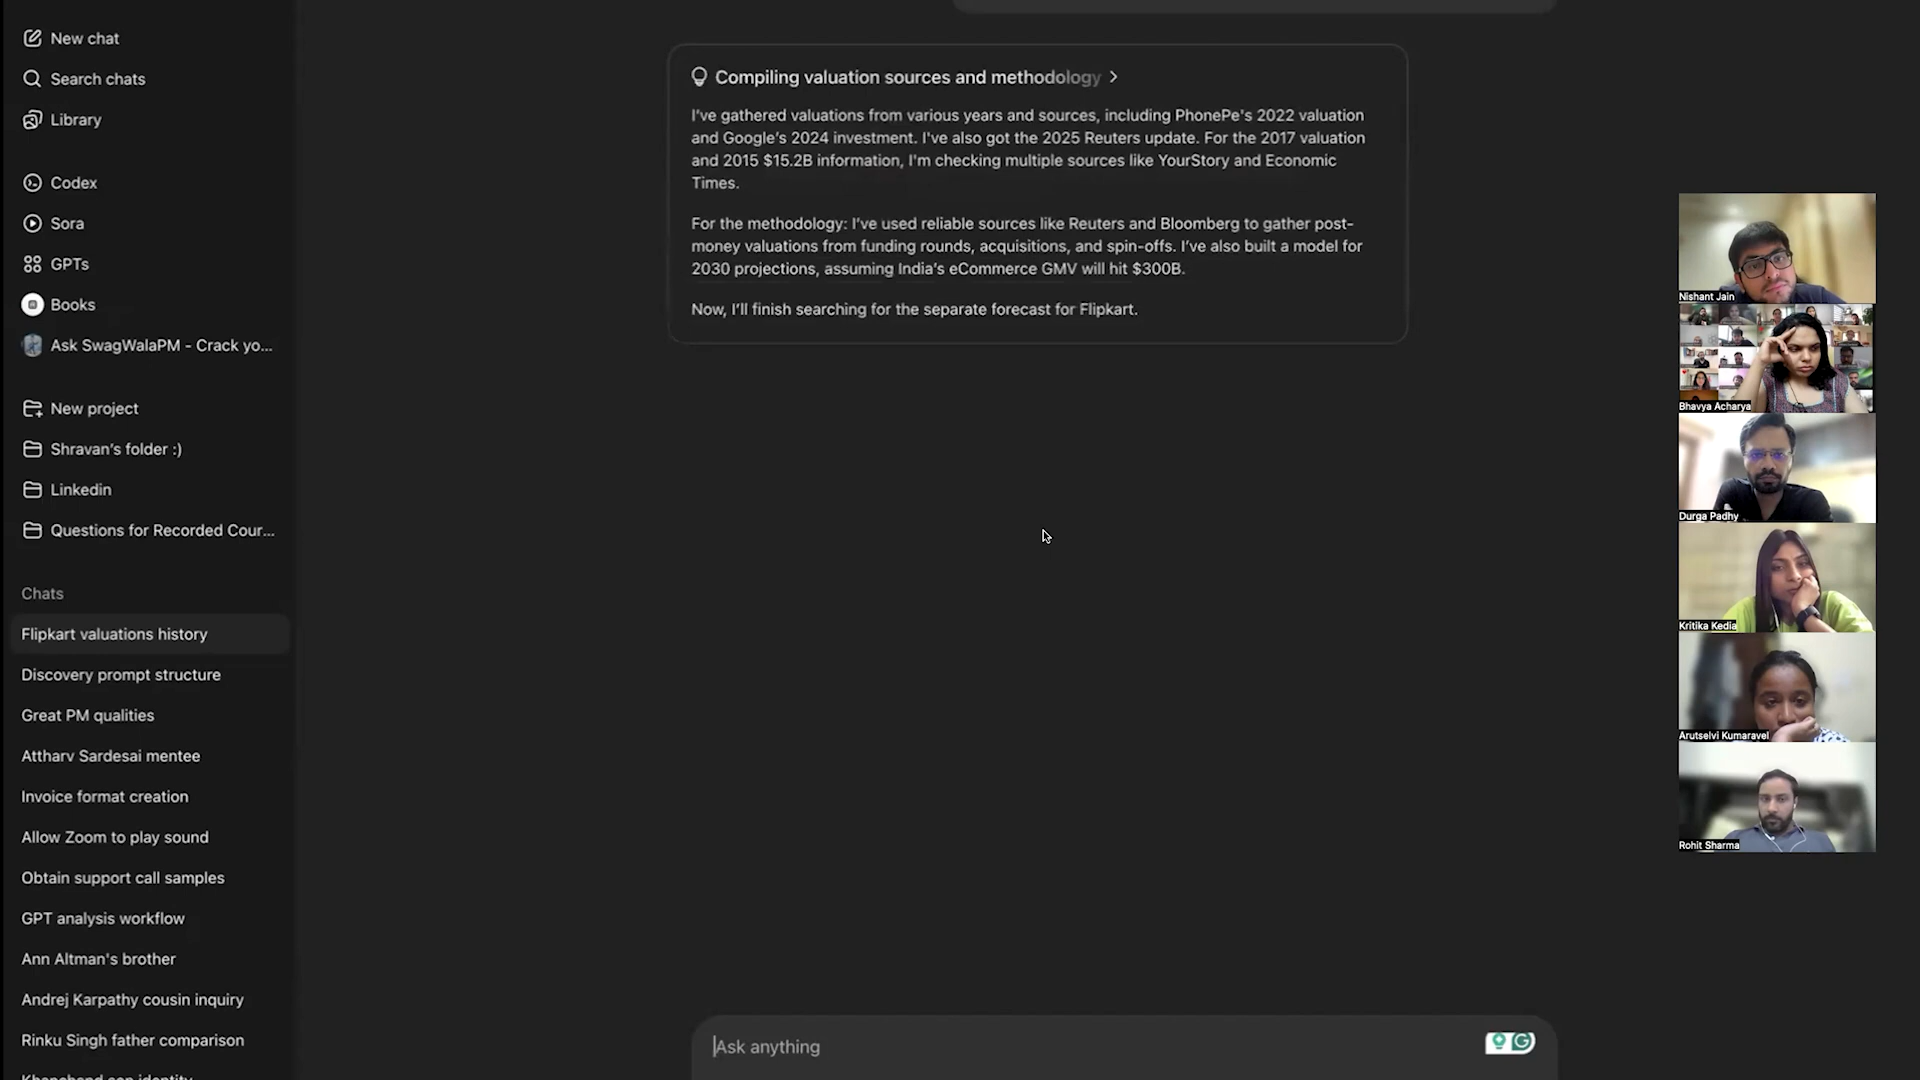 New chat
Search chats
Library
Codex
Sora
GPTs
Books
Ask SwagWalaPM - Crack yo...
New project
Shravan's folder :)
Linkedin
Questions for Recorded Cour...
Chats
Flipkart valuations history
Discovery prompt structure
Great PM qualities
Attharv Sardesai mentee
Invoice format creation
Allow Zoom to play sound
Obtain support call samples
GPT analysis workflow
Ann Altman's brother
Andrej Karpathy cousin inquiry
Rinku Singh father comparison
Compiling valuation sources and methodology
I've gathered valuations from various years and sources, including PhonePe's 2022 valuation
and Google's 2024 investment. I've also got the 2025 Reuters update. For the 2017 valuation
and 2015 $15.2B information, I'm checking multiple sources like YourStory and Economic
Times.
For the methodology: I've used reliable sources like Reuters and Bloomberg to gather post-
money valuations from funding rounds, acquisitions, and spin-offs. I've also built a model for
2030 projections, assuming India's eCommerce GMV will hit $300B.
Now, I'll finish searching for the separate forecast for Flipkart.
Ask anything
Nishant Jain
Bhavya Acharya
Durga Padhy
Kritika Kedia
Arutselvi Kumaravel
Rohit Sharma